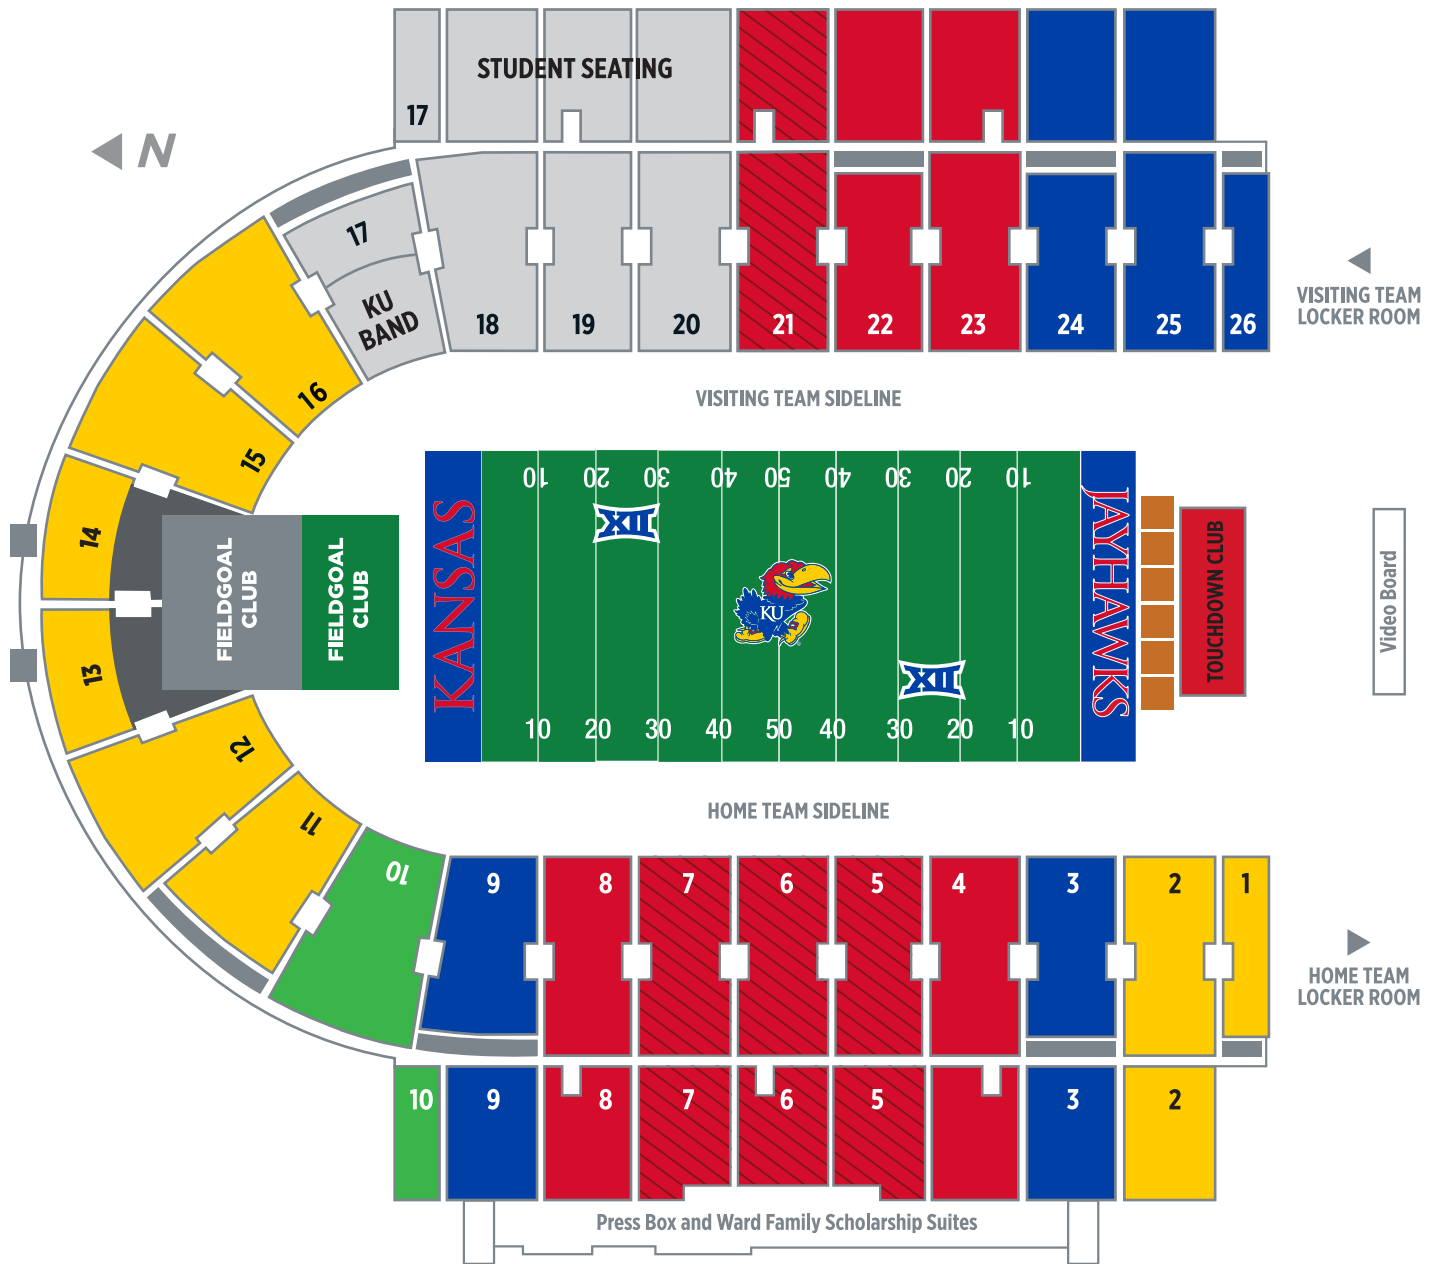 STUDENT SEATING
17
N
17
KU
BAND
18
19
20
21
22
23
24
25
26
VISITING TEAM
LOCKER ROOM
16
15
VISITING TEAM SIDELINE
10 20 30 40 50 40 30 20 10
14
13
FIELDGOAL
CLUB
FIELDGOAL
CLUB
KANSAS
XII
KU
XII
JAYHAWKS
TOUCHDOWN CLUB
Video Board
10 20 30 40 50 40 30 20 10
12
11
HOME TEAM SIDELINE
10
9
8
7
6
5
4
3
2
1
HOME TEAM
LOCKER ROOM
10
9
8
7
6
5
3
2
Press Box and Ward Family Scholarship Suites